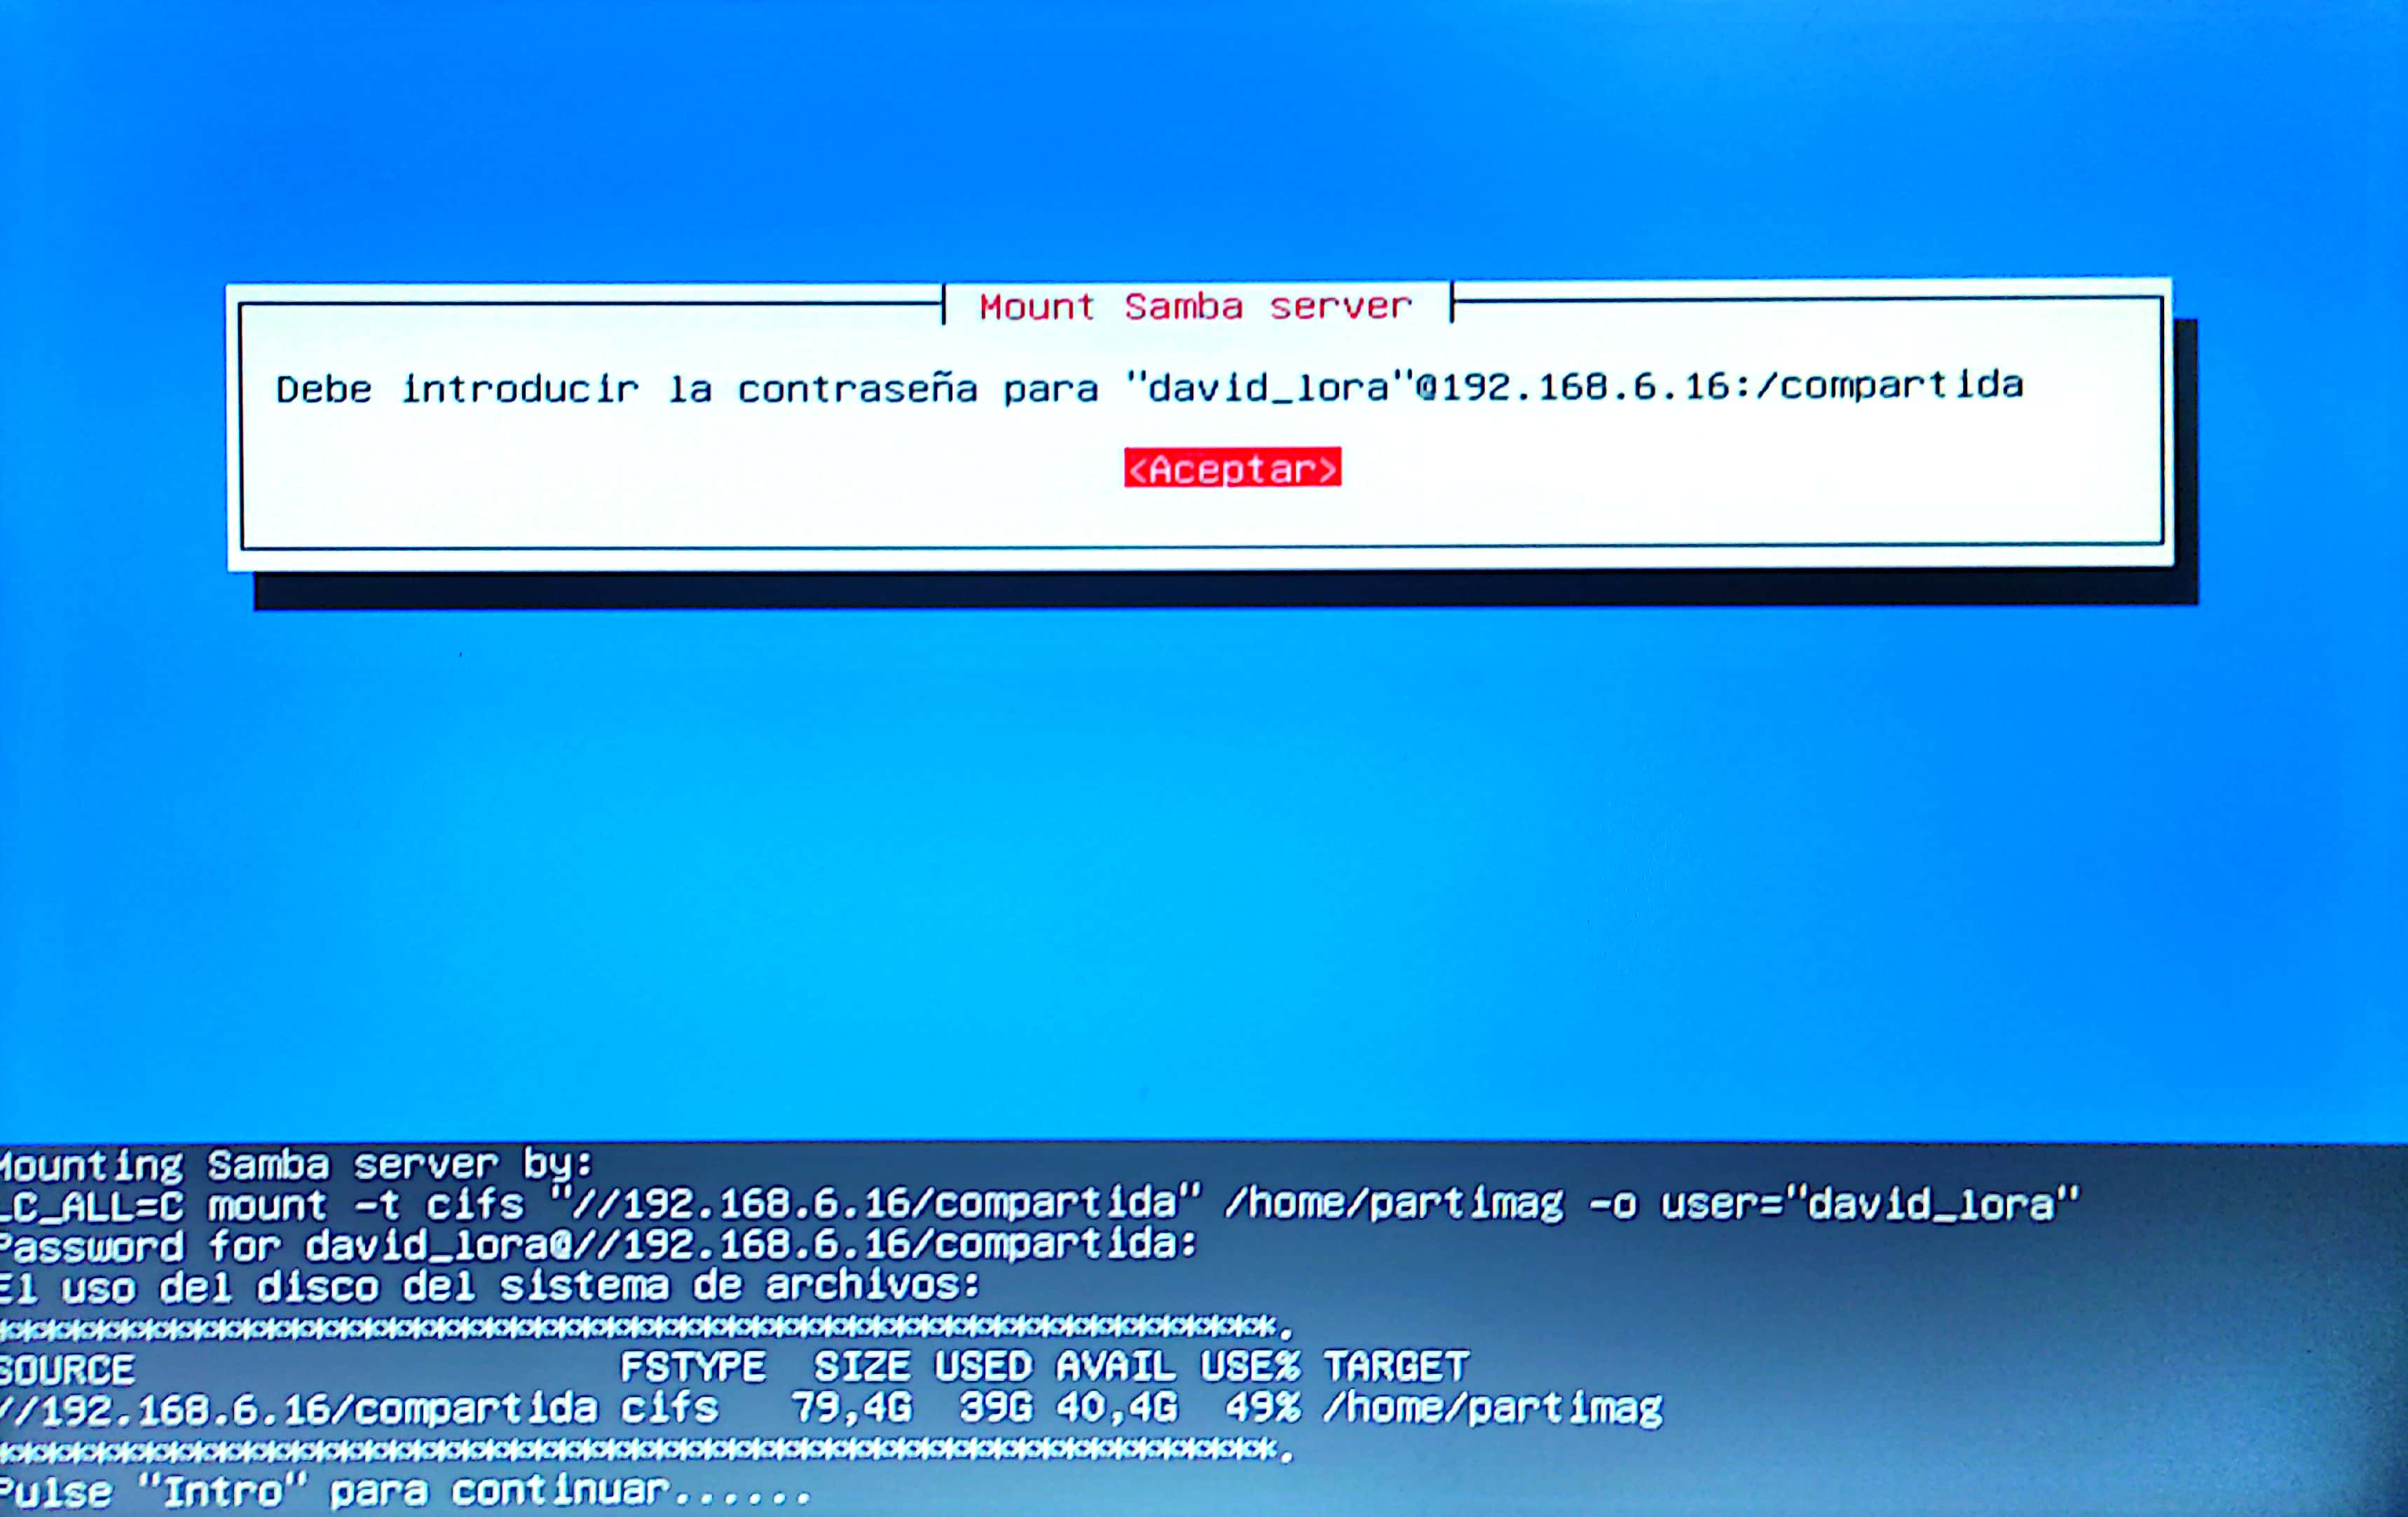 Mount Samba server
Debe introducir la contraseña para "david_lora"@192.168.6.16:/compartida
<Aceptar>
Mounting Samba server by:
LC_ALL=C mount -t cifs "//192.168.6.16/compartida" /home/partimag -o user="david_lora"
Password for david_lora@//192.168.6.16/compartida:
El uso del disco del sistema de archivos:
*****************************************************.
SOURCE FSTYPE SIZE USED AVAIL USE% TARGET
//192.168.6.16/compartida cifs 79,4G 39G 40,4G 49% /home/partimag
*****************************************************.
Pulse "Intro" para continuar......